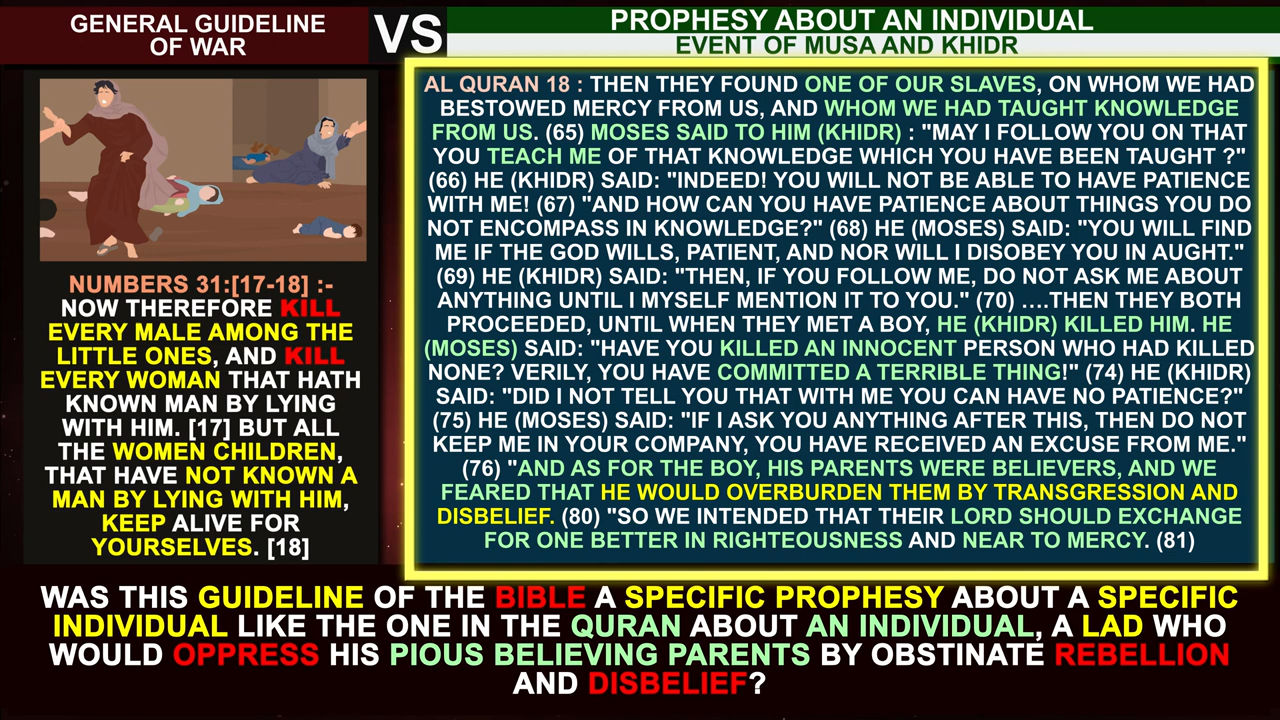 GENERAL GUIDELINE
OF WAR
VS
PROPHESY ABOUT AN INDIVIDUAL
EVENT OF MUSA AND KHIDR
NUMBERS 31:[17-18] :-
NOW THEREFORE KILL
EVERY MALE AMONG THE
LITTLE ONES, AND KILL
EVERY WOMAN THAT HATH
KNOWN MAN BY LYING
WITH HIM. [17] BUT ALL
THE WOMEN CHILDREN,
THAT HAVE NOT KNOWN A
MAN BY LYING WITH HIM,
KEEP ALIVE FOR
YOURSELVES. [18]
AL QURAN 18 : THEN THEY FOUND ONE OF OUR SLAVES, ON WHOM WE HAD
BESTOWED MERCY FROM US, AND WHOM WE HAD TAUGHT KNOWLEDGE
FROM US. (65) MOSES SAID TO HIM (KHIDR) : "MAY I FOLLOW YOU ON THAT
YOU TEACH ME OF THAT KNOWLEDGE WHICH YOU HAVE BEEN TAUGHT ?"
(66) HE (KHIDR) SAID: "INDEED! YOU WILL NOT BE ABLE TO HAVE PATIENCE
WITH ME! (67) "AND HOW CAN YOU HAVE PATIENCE ABOUT THINGS YOU DO
NOT ENCOMPASS IN KNOWLEDGE?" (68) HE (MOSES) SAID: "YOU WILL FIND
ME IF THE GOD WILLS, PATIENT, AND NOR WILL I DISOBEY YOU IN AUGHT."
(69) HE (KHIDR) SAID: "THEN, IF YOU FOLLOW ME, DO NOT ASK ME ABOUT
ANYTHING UNTIL I MYSELF MENTION IT TO YOU." (70) ....THEN THEY BOTH
PROCEEDED, UNTIL WHEN THEY MET A BOY, HE (KHIDR) KILLED HIM. HE
(MOSES) SAID: "HAVE YOU KILLED AN INNOCENT PERSON WHO HAD KILLED
NONE? VERILY, YOU HAVE COMMITTED A TERRIBLE THING!" (74) HE (KHIDR)
SAID: "DID I NOT TELL YOU THAT WITH ME YOU CAN HAVE NO PATIENCE?"
(75) HE (MOSES) SAID: "IF I ASK YOU ANYTHING AFTER THIS, THEN DO NOT
KEEP ME IN YOUR COMPANY, YOU HAVE RECEIVED AN EXCUSE FROM ME."
(76) "AND AS FOR THE BOY, HIS PARENTS WERE BELIEVERS, AND WE
FEARED THAT HE WOULD OVERBURDEN THEM BY TRANSGRESSION AND
DISBELIEF. (80) "SO WE INTENDED THAT THEIR LORD SHOULD EXCHANGE
FOR ONE BETTER IN RIGHTEOUSNESS AND NEAR TO MERCY. (81)
WAS THIS GUIDELINE OF THE BIBLE A SPECIFIC PROPHESY ABOUT A SPECIFIC
INDIVIDUAL LIKE THE ONE IN THE QURAN ABOUT AN INDIVIDUAL, A LAD WHO
WOULD OPPRESS HIS PIOUS BELIEVING PARENTS BY OBSTINATE REBELLION
AND DISBELIEF?